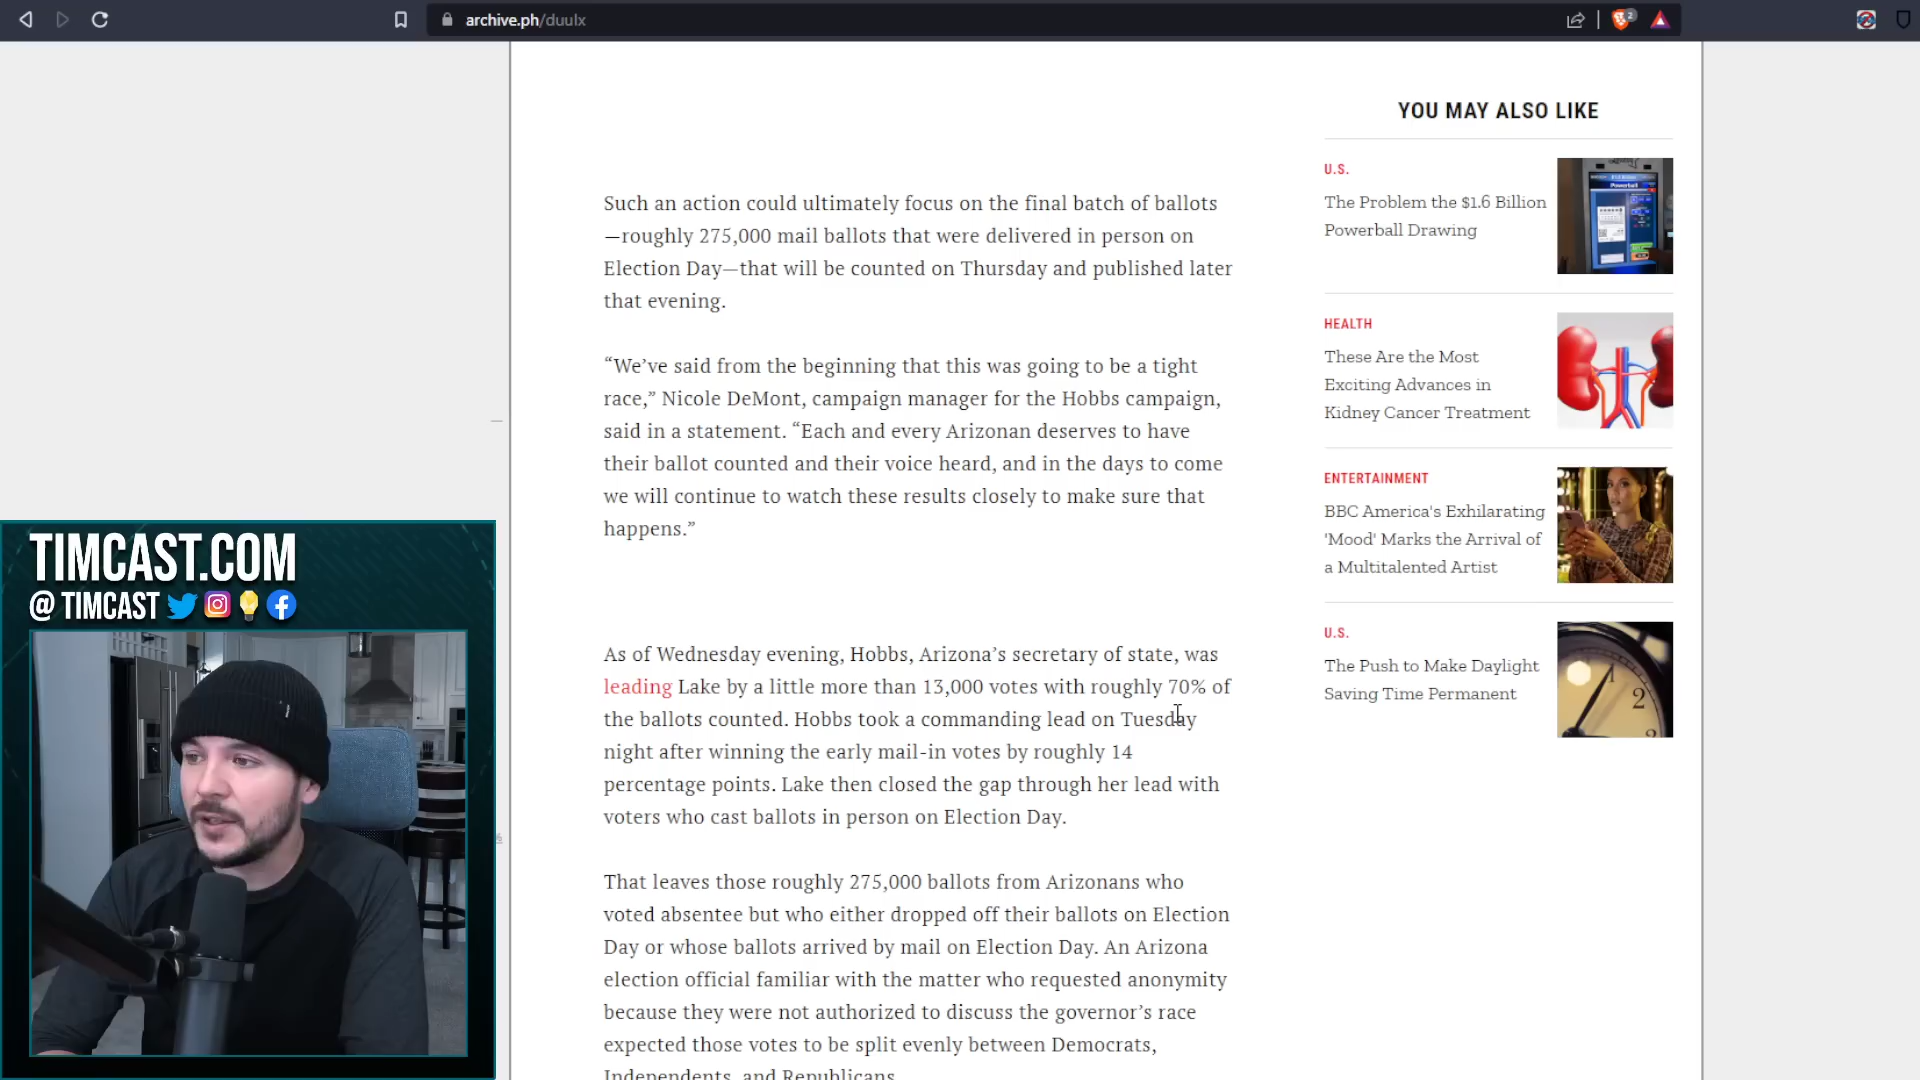 archive.ph/duulx
2
YOU MAY ALSO LIKE
U.S.
The Problem the $1.6 Billion
Powerball Drawing
Powerball
HEALTH
These Are the Most
Exciting Advances in
Kidney Cancer Treatment
ENTERTAINMENT
BBC America's Exhilarating
'Mood' Marks the Arrival of
a Multitalented Artist
U.S.
The Push to Make Daylight
Saving Time Permanent
1
2
Such an action could ultimately focus on the final batch of ballots
—roughly 275,000 mail ballots that were delivered in person on
Election Day—that will be counted on Thursday and published later
that evening.
“We’ve said from the beginning that this was going to be a tight
race,” Nicole DeMont, campaign manager for the Hobbs campaign,
said in a statement. “Each and every Arizonan deserves to have
their ballot counted and their voice heard, and in the days to come
we will continue to watch these results closely to make sure that
happens.”
As of Wednesday evening, Hobbs, Arizona’s secretary of state, was
leading Lake by a little more than 13,000 votes with roughly 70% of
the ballots counted. Hobbs took a commanding lead on Tuesday
night after winning the early mail-in votes by roughly 14
percentage points. Lake then closed the gap through her lead with
voters who cast ballots in person on Election Day.
That leaves those roughly 275,000 ballots from Arizonans who
voted absentee but who either dropped off their ballots on Election
Day or whose ballots arrived by mail on Election Day. An Arizona
election official familiar with the matter who requested anonymity
because they were not authorized to discuss the governor’s race
expected those votes to be split evenly between Democrats,
Independents, and Republicans.
TIMCAST.COM
@ TIMCAST